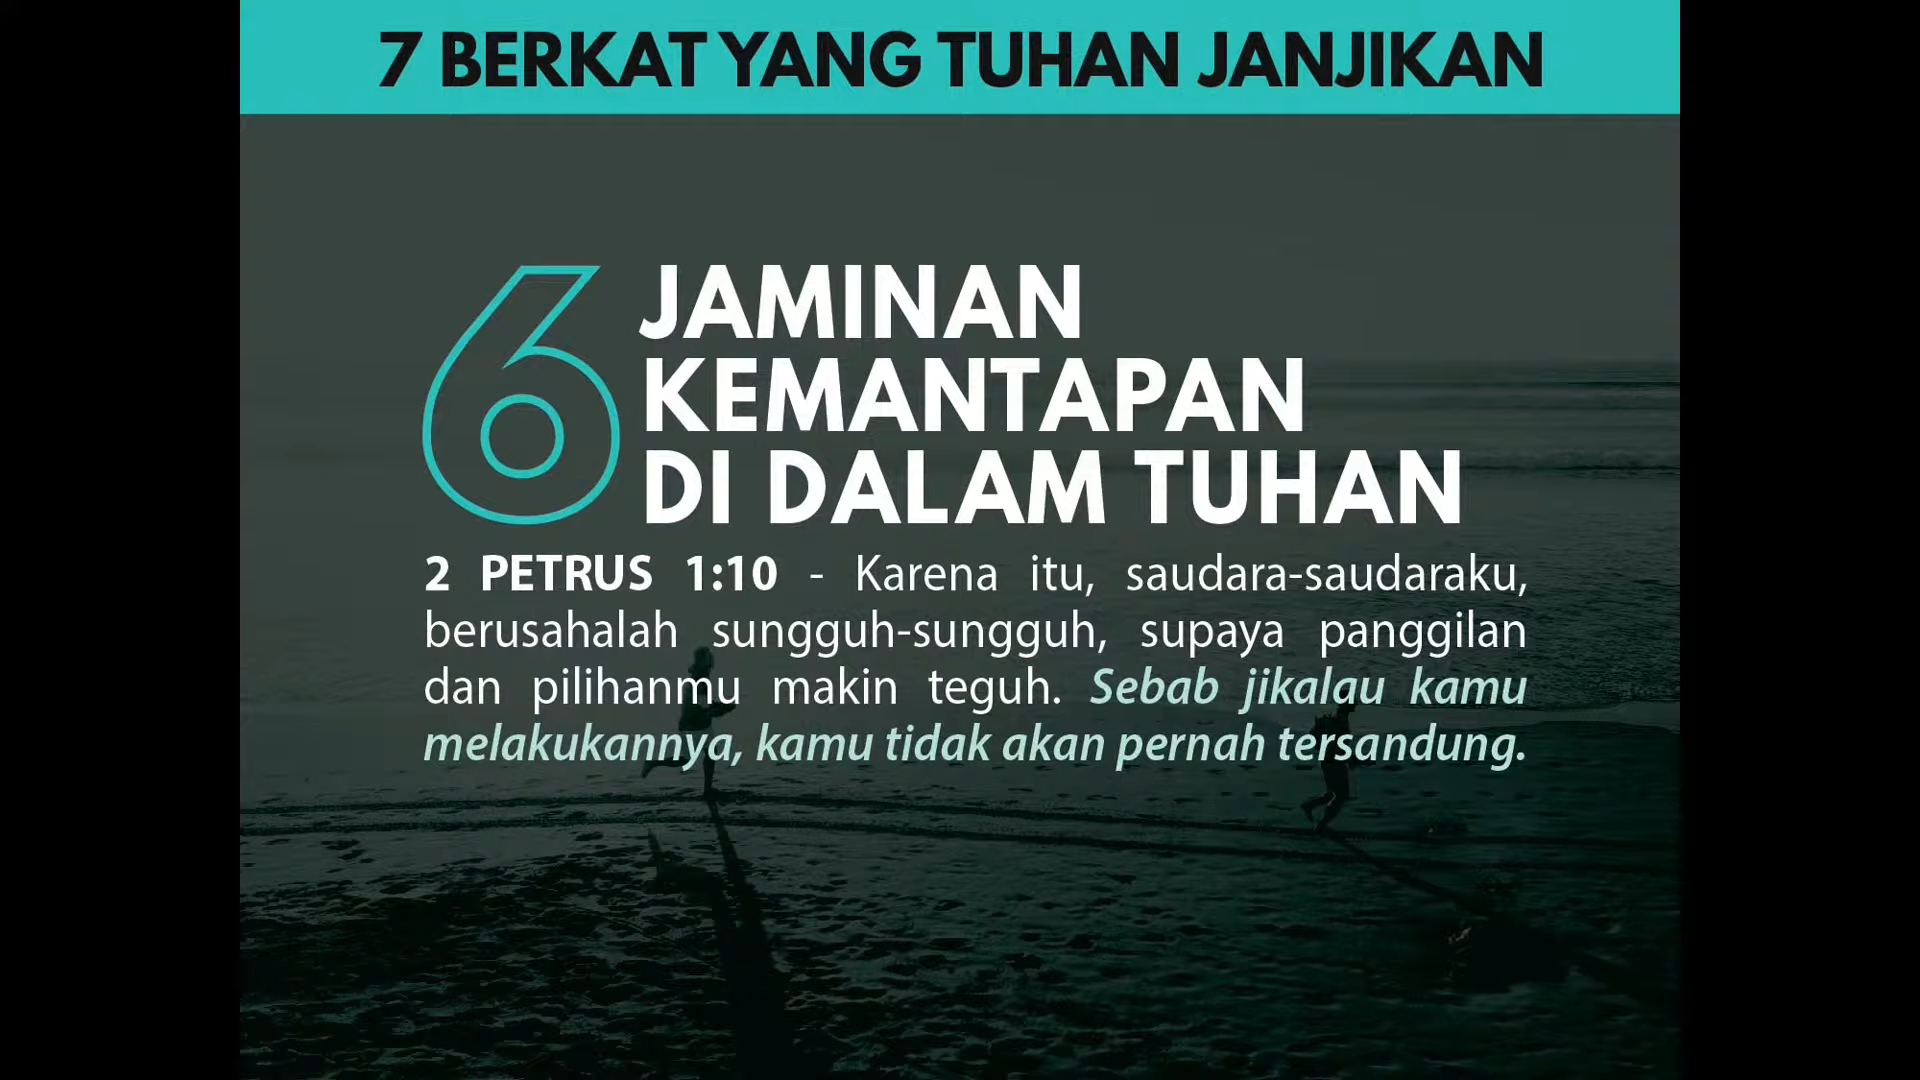 7 BERKAT YANG TUHAN JANJIKAN
6
JAMINAN
KEMANTAPAN
DI DALAM TUHAN
2 PETRUS 1:10 - Karena itu, saudara-saudaraku,
berusahalah sungguh-sungguh, supaya panggilan
dan pilihanmu makin teguh. Sebab jikalau kamu
melakukannya, kamu tidak akan pernah tersandung.